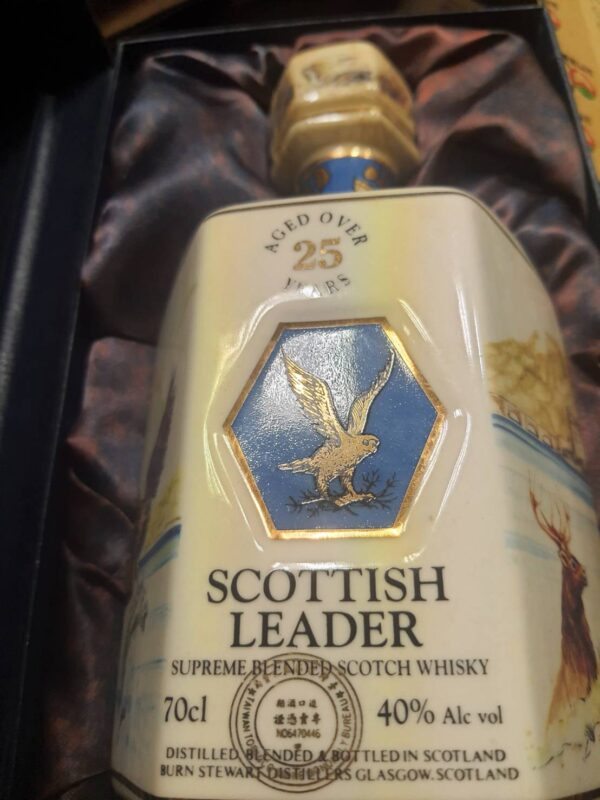 AGED OVER
25
YEARS
SCOTTISH
LEADER
SUPREME BLENDED SCOTCH WHISKY
70cl
40% Alc vol
NO6470446
DISTILLED BLENDED & BOTTLED IN SCOTLAND
BURN STEWART DISTILLERS GLASGOW. SCOTLAND